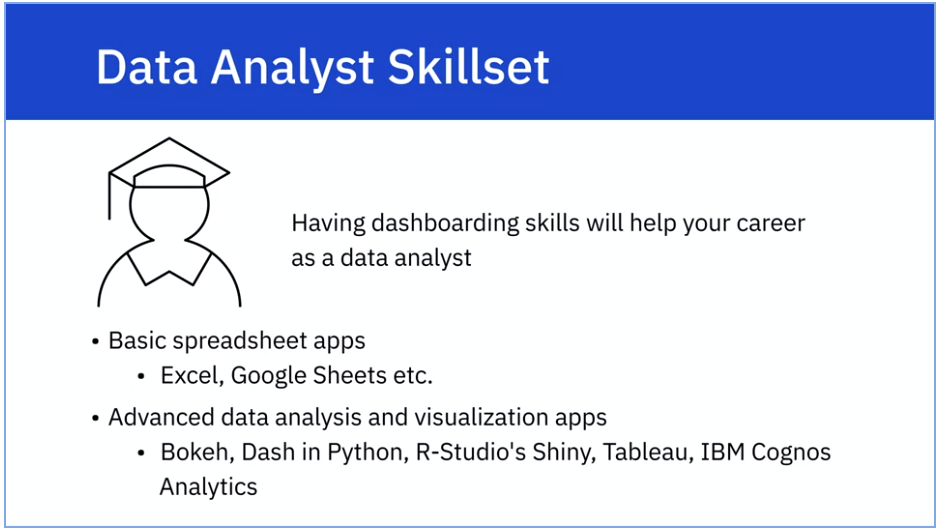 Data Analyst Skillset
Having dashboarding skills will help your career
as a data analyst
• Basic spreadsheet apps
• Excel, Google Sheets etc.
• Advanced data analysis and visualization apps
• Bokeh, Dash in Python, R-Studio's Shiny, Tableau, IBM Cognos
Analytics